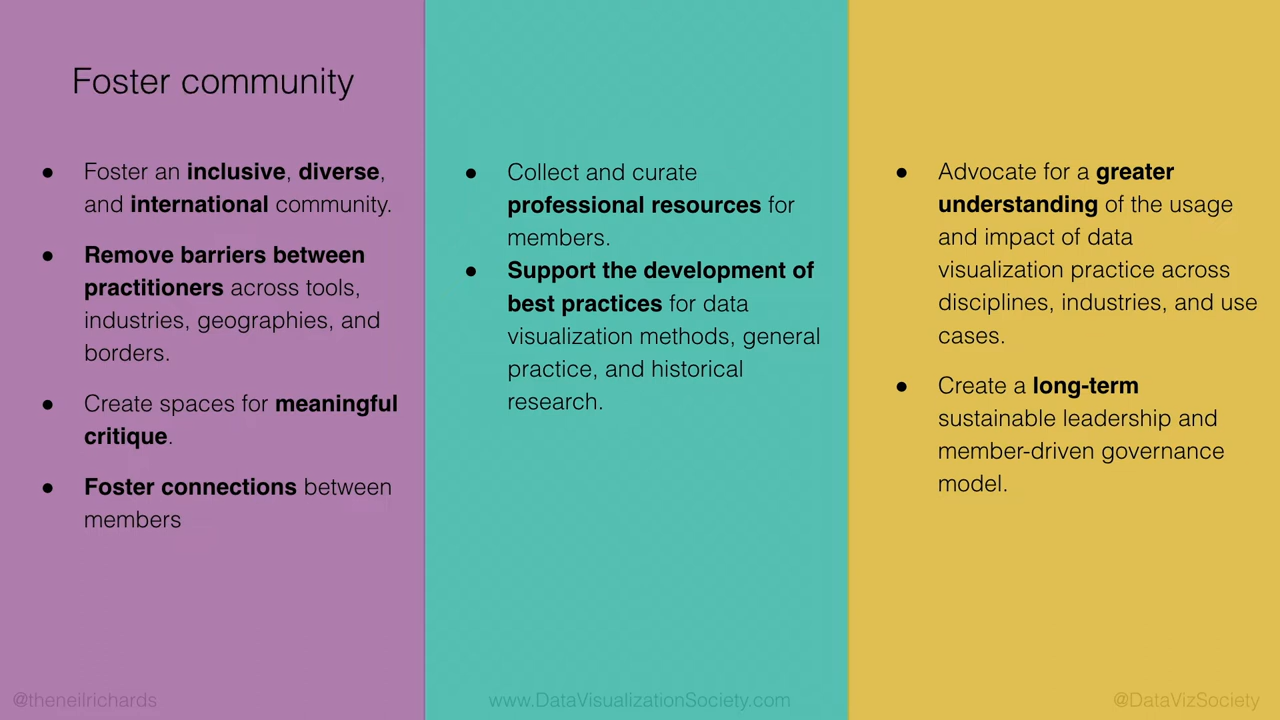 Foster community
● Foster an inclusive, diverse,
and international community.
● Remove barriers between
practitioners across tools,
industries, geographies, and
borders.
● Create spaces for meaningful
critique.
● Foster connections between
members
● Collect and curate
professional resources for
members.
● Support the development of
best practices for data
visualization methods, general
practice, and historical
research.
● Advocate for a greater
understanding of the usage
and impact of data
visualization practice across
disciplines, industries, and use
cases.
● Create a long-term
sustainable leadership and
member-driven governance
model.
@theneilrichards
www.DataVisualizationSociety.com
@DataVizSociety